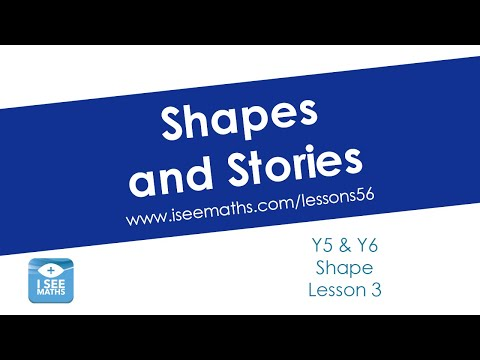 Shapes
and Stories
www.iseemaths.com/lessons56
Y5 & Y6
Shape
Lesson 3
I SEE
MATHS